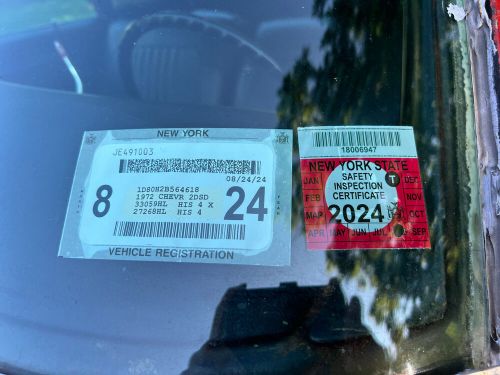 NEW YORK
JE491003
08/24/24
8
1D80H2B564618
1972 CHEVR 2DSD
33059HL HIS 4 X
27268HL HIS 4
24
VEHICLE REGISTRATION
18006947
NEW YORK STATE
JAN SAFETY T DEC
FEB INSPECTION NOV
CERTIFICATE
MAR 2024 OCT
APR MAY JUN JUL SEP